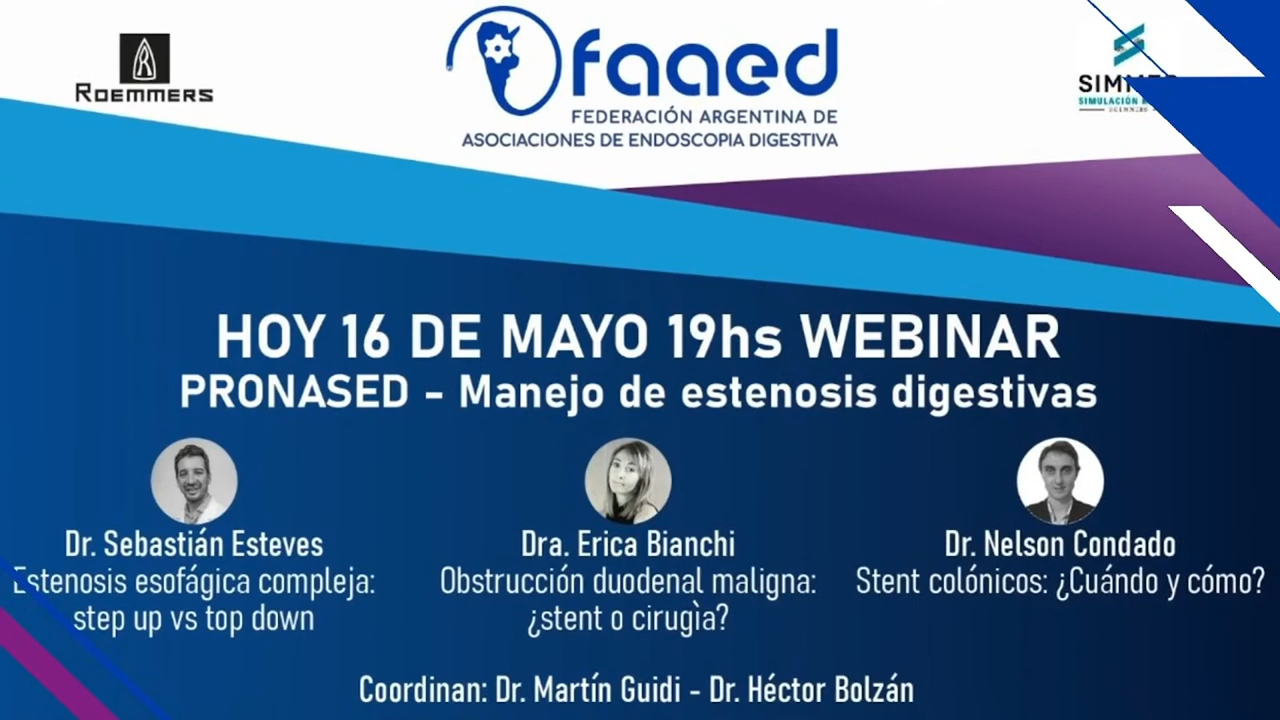 ROEMMERS
faaed
FEDERACIÓN ARGENTINA DE
ASOCIACIONES DE ENDOSCOPIA DIGESTIVA
SIMULACIÓN
HOY 16 DE MAYO 19hs WEBINAR
PRONASED - Manejo de estenosis digestivas
Dr. Sebastián Esteves
Estenosis esofágica compleja:
step up vs top down
Dra. Erica Bianchi
Obstrucción duodenal maligna:
¿stent o cirugìa?
Dr. Nelson Condado
Stent colónicos: ¿Cuándo y cómo?
Coordinan: Dr. Martín Guidi - Dr. Héctor Bolzán